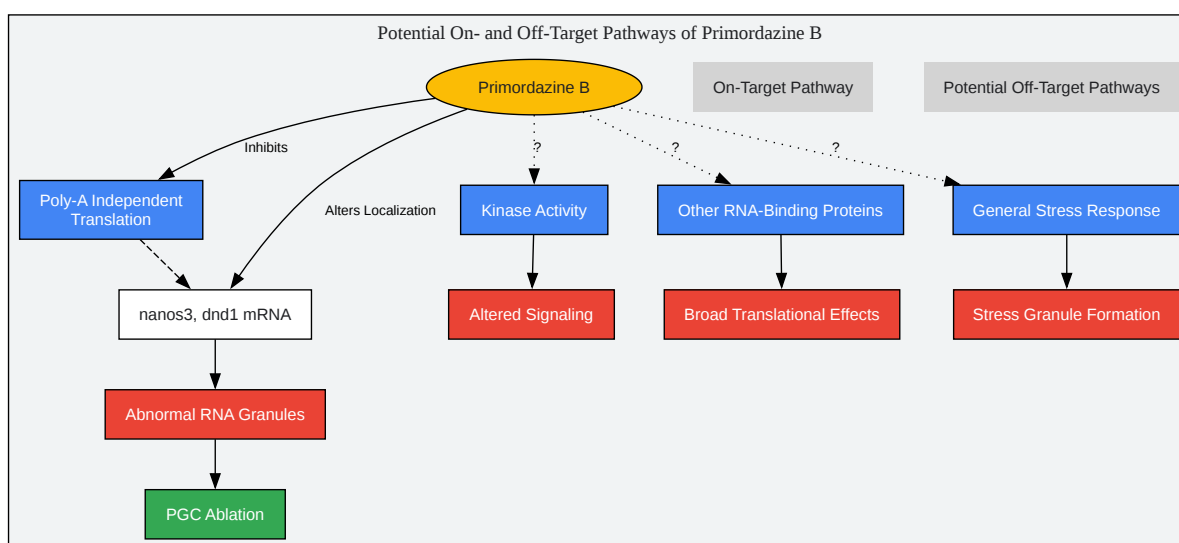 Potential On- and Off-Target Pathways of Primordazine B
Primordazine B
On-Target Pathway
Potential Off-Target Pathways
Inhibits
?
?
?
Poly-A Independent
Translation
Alters Localization
Kinase Activity
Other RNA-Binding Proteins
General Stress Response
nanos3, dnd1 mRNA
Altered Signaling
Broad Translational Effects
Stress Granule Formation
Abnormal RNA Granules
PGC Ablation